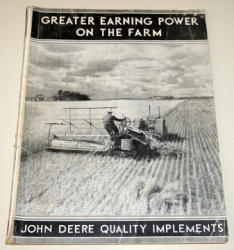 GREATER EARNING POWER
ON THE FARM
JOHN DEERE QUALITY IMPLEMENTS